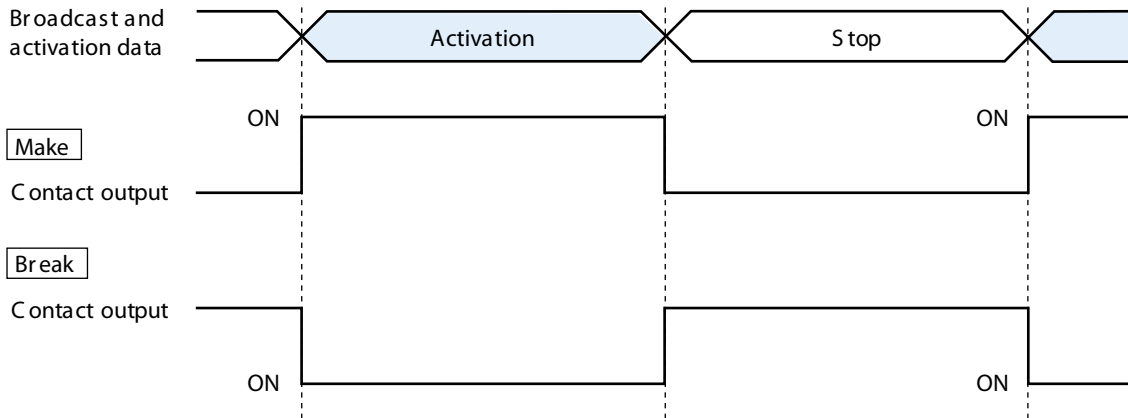 Broadcast and
activation data
Activation
Stop
ON
ON
Make
Contact output
Break
Contact output
ON
ON